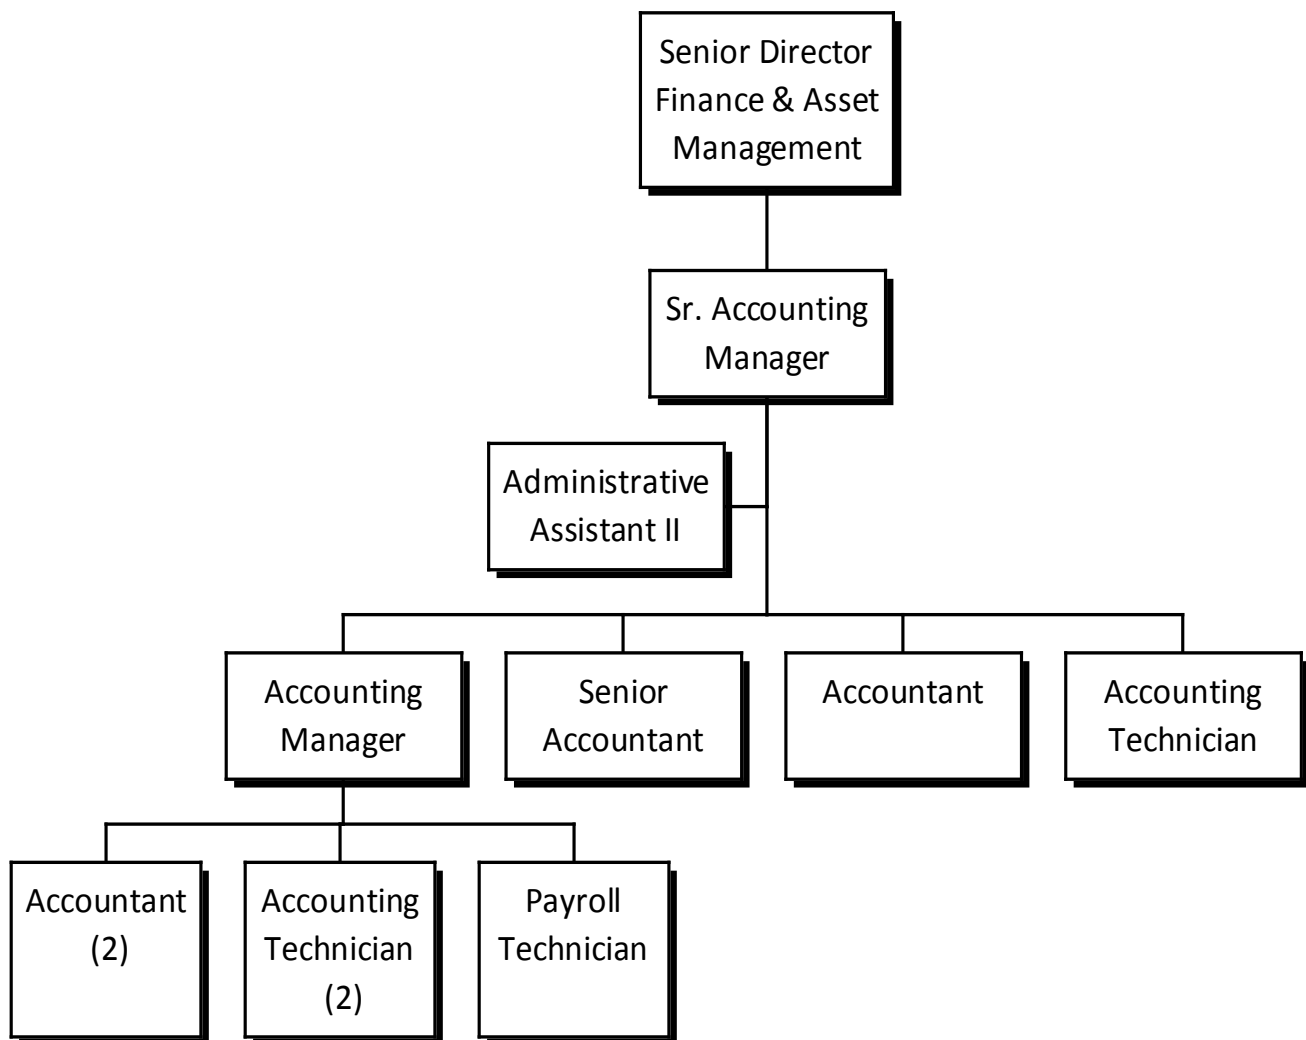 Senior Director
Finance & Asset
Management
Sr. Accounting
Manager
Administrative
Assistant II
Accounting
Manager
Senior
Accountant
Accountant
Accounting
Technician
Accountant
(2)
Accounting
Technician
(2)
Payroll
Technician